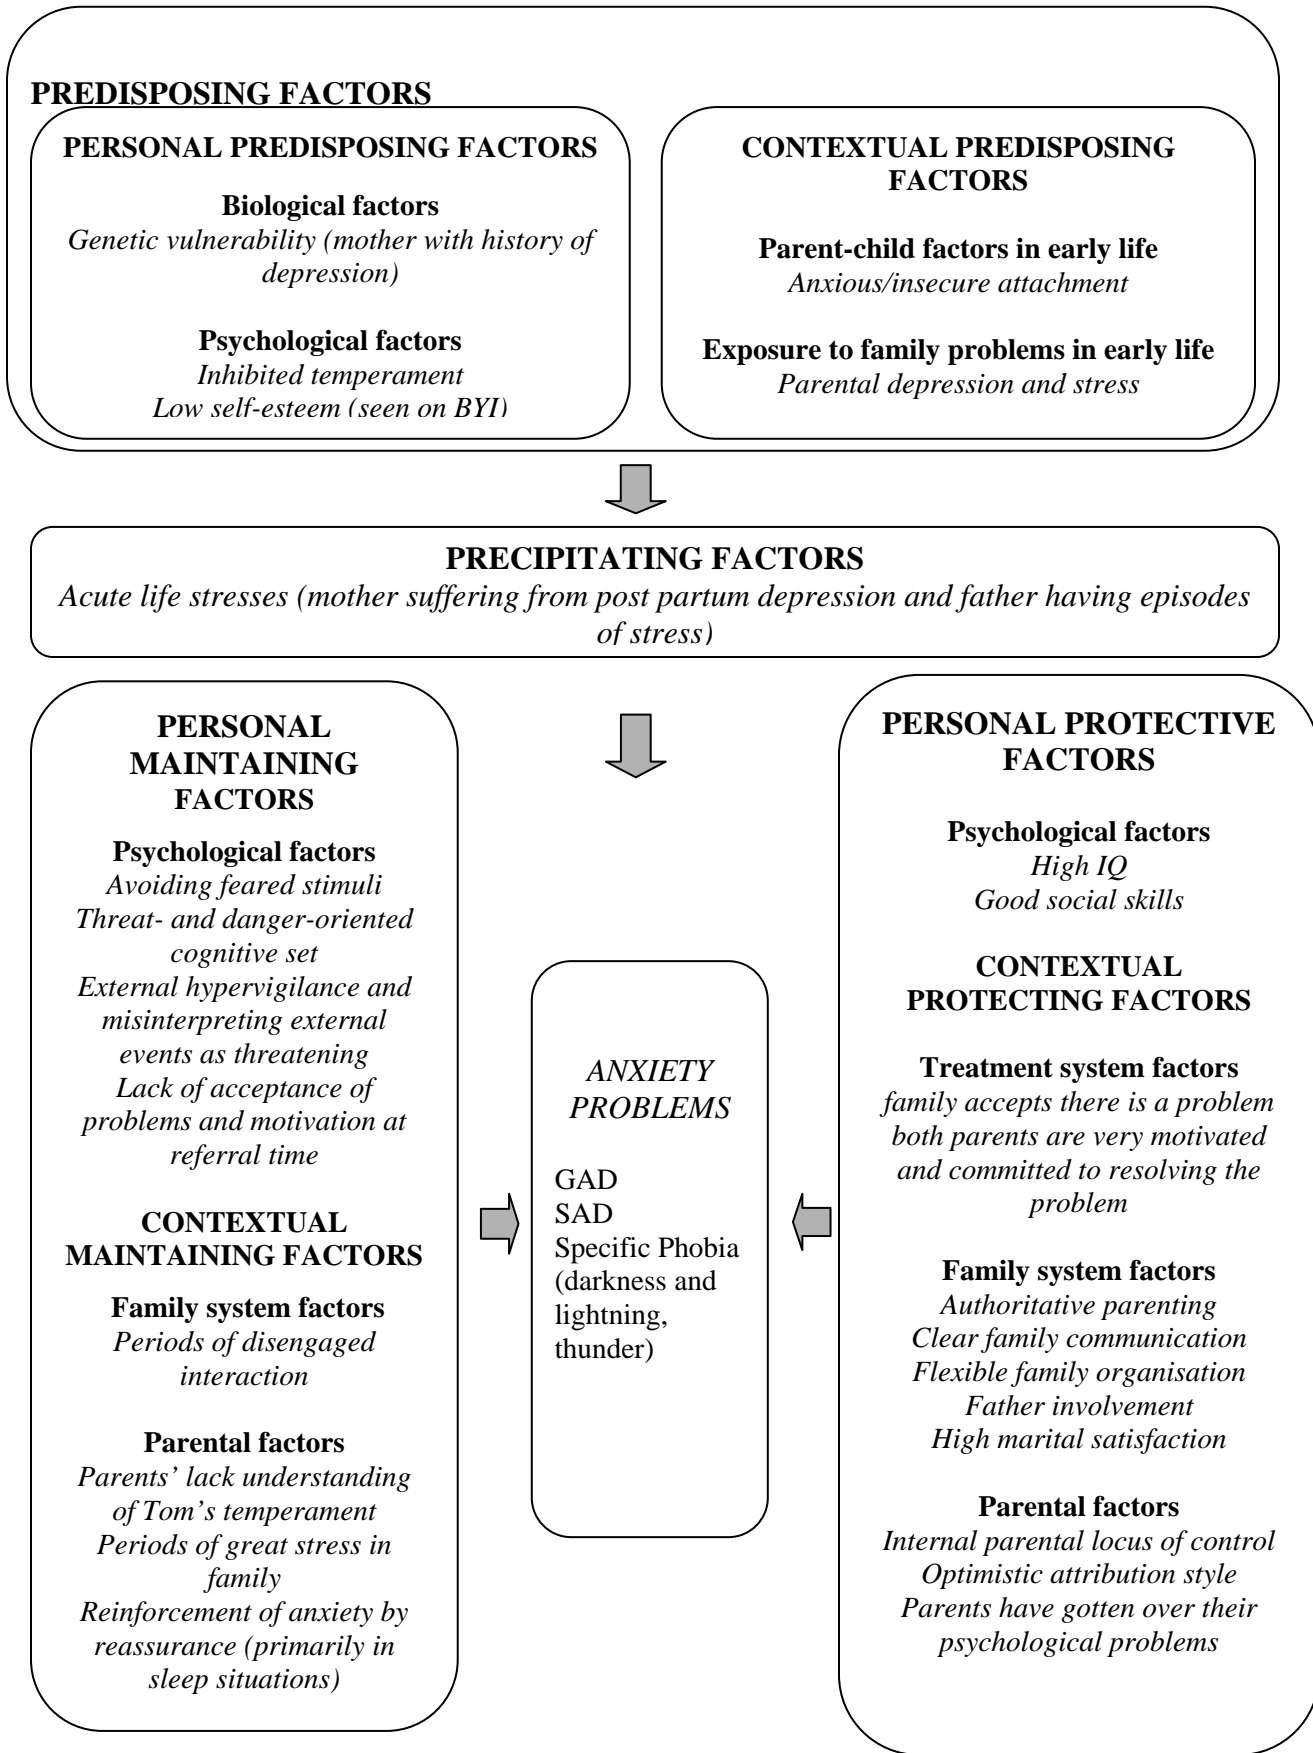 PREDISPOSING FACTORS
PERSONAL PREDISPOSING FACTORS
Biological factors
Genetic vulnerability (mother with history of
depression)
Psychological factors
Inhibited temperament
Low self-esteem (seen on BYI)
CONTEXTUAL PREDISPOSING
FACTORS
Parent-child factors in early life
Anxious/insecure attachment
Exposure to family problems in early life
Parental depression and stress
PRECIPITATING FACTORS
Acute life stresses (mother suffering from post partum depression and father having episodes
of stress)
PERSONAL
MAINTAINING
FACTORS
Psychological factors
Avoiding feared stimuli
Threat- and danger-oriented
cognitive set
External hypervigilance and
misinterpreting external
events as threatening
Lack of acceptance of
problems and motivation at
referral time
CONTEXTUAL
MAINTAINING FACTORS
Family system factors
Periods of disengaged
interaction
Parental factors
Parents’ lack understanding
of Tom’s temperament
Periods of great stress in
family
Reinforcement of anxiety by
reassurance (primarily in
sleep situations)
ANXIETY
PROBLEMS
GAD
SAD
Specific Phobia
(darkness and
lightning,
thunder)
PERSONAL PROTECTIVE
FACTORS
Psychological factors
High IQ
Good social skills
CONTEXTUAL
PROTECTING FACTORS
Treatment system factors
family accepts there is a problem
both parents are very motivated
and committed to resolving the
problem
Family system factors
Authoritative parenting
Clear family communication
Flexible family organisation
Father involvement
High marital satisfaction
Parental factors
Internal parental locus of control
Optimistic attribution style
Parents have gotten over their
psychological problems